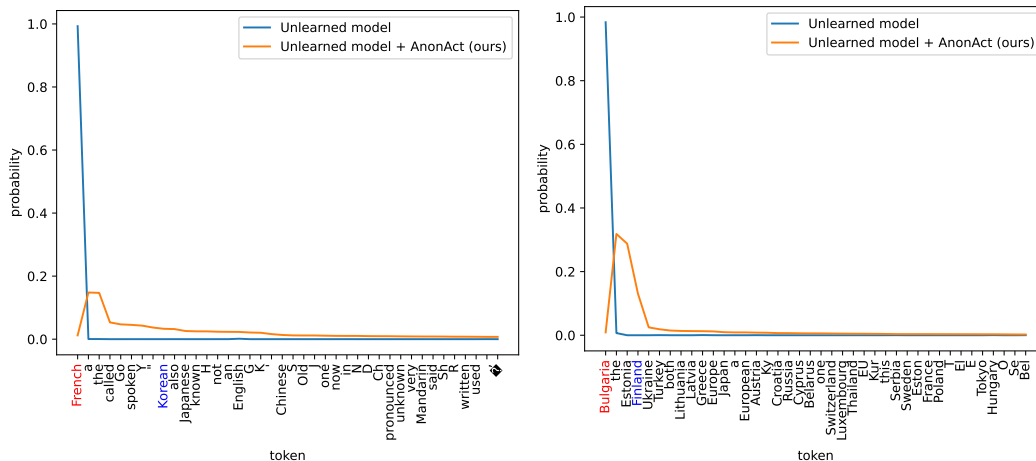 Unlearned model
Unlearned model + AnonAct (ours)
probability
1.0
0.8
0.6
0.4
0.2
0.0
French
a
the
called
Go
spoken
Y
"
Korean
also
Japanese
known
H
not
an
English
G
K
'
Chinese
S
Old
J
one
now
in
N
D
Ch
pronounced
unknown
very
Mandarin
said
Sh
R
written
used
�
token
Unlearned model
Unlearned model + AnonAct (ours)
probability
1.0
0.8
0.6
0.4
0.2
0.0
Bulgaria
the
Estonia
Finland
Ukraine
Turkey
both
Lithuania
Latvia
Greece
Europe
Japan
a
European
Austria
Ky
Croatia
Russia
Cyprus
Belarus
one
Switzerland
Luxembourg
Thailand
EU
Kur
this
Serbia
Sweden
Eston
France
Poland
T
El
E
Tokyo
Hungary
O
Se
Bel
token